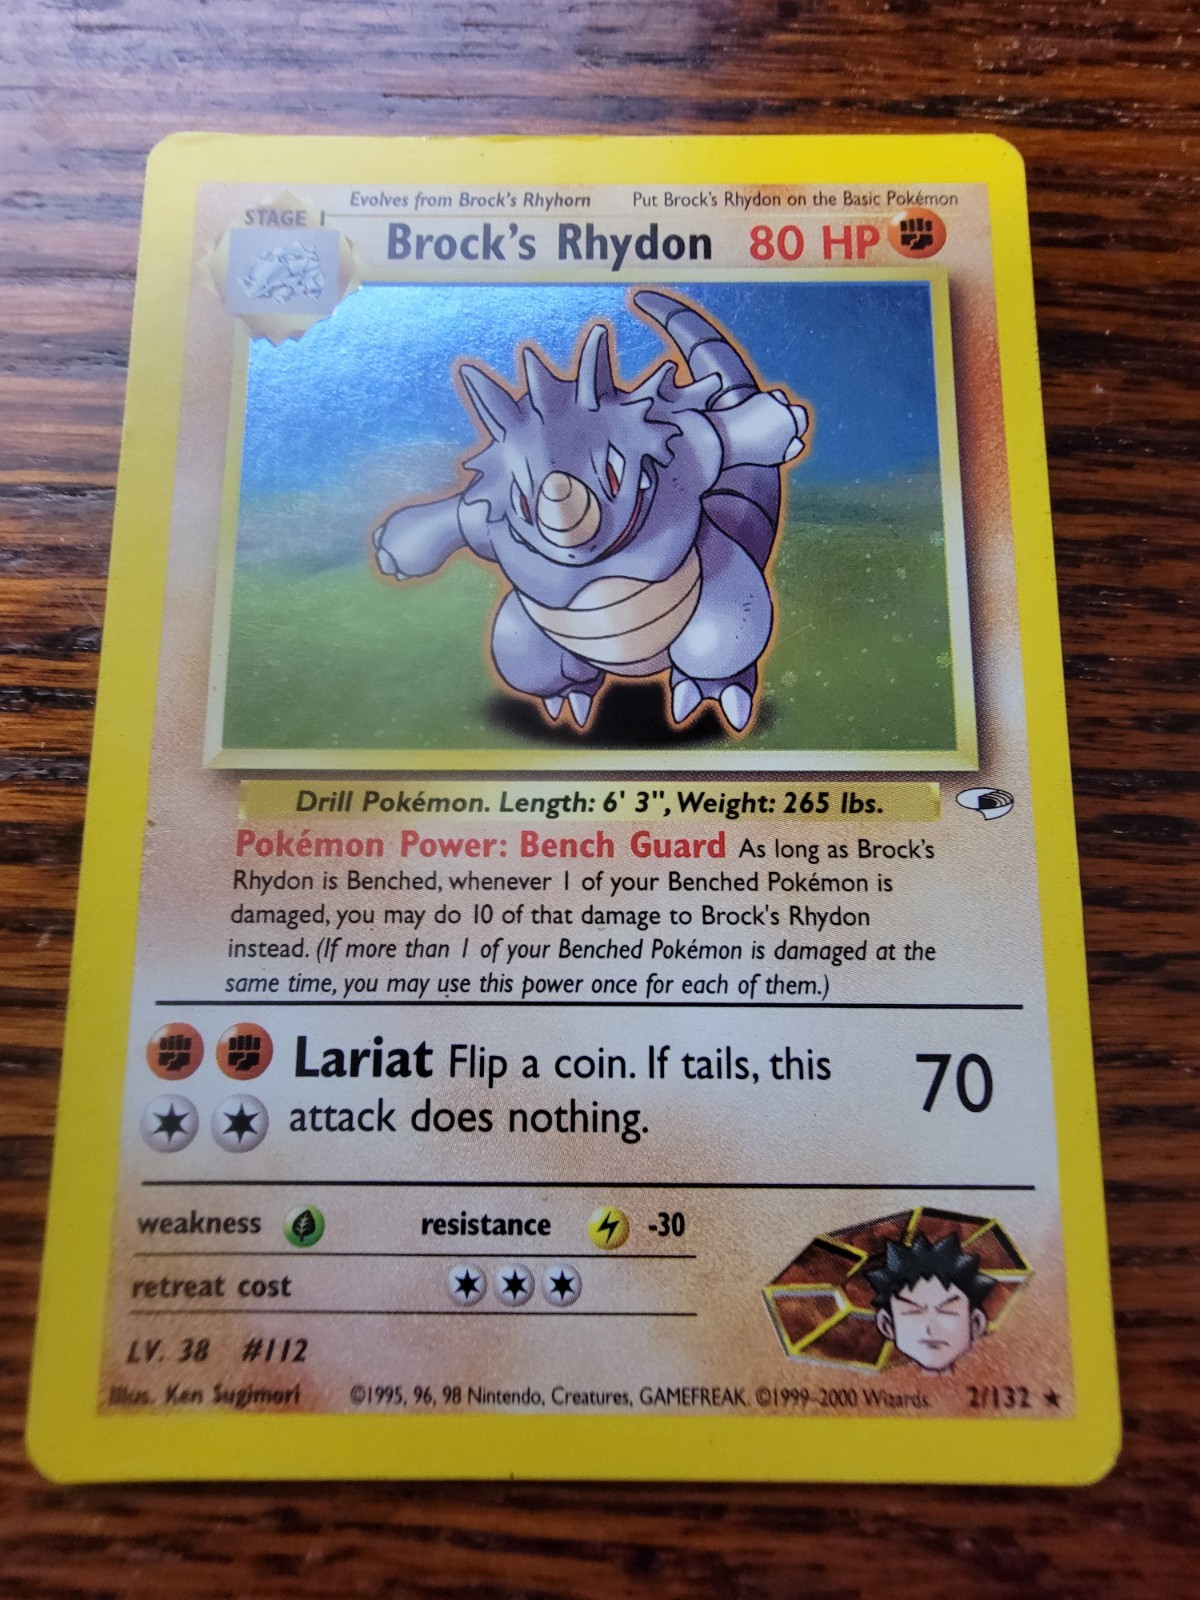 Evolves from Brock's Rhyhorn Put Brock's Rhydon on the Basic Pokémon
STAGE 1
Brock's Rhydon 80 HP
Drill Pokémon. Length: 6' 3", Weight: 265 lbs.
Pokémon Power: Bench Guard As long as Brock's
Rhydon is Benched, whenever 1 of your Benched Pokémon is
damaged, you may do 10 of that damage to Brock's Rhydon
instead. (If more than 1 of your Benched Pokémon is damaged at the
same time, you may use this power once for each of them.)
Lariat Flip a coin. If tails, this
attack does nothing.
70
weakness resistance -30
retreat cost
LV. 38 #112
Illus. Ken Sugimori ©1995, 96, 98 Nintendo, Creatures, GAMEFREAK. ©1999-2000 Wizards. 2/132 ★